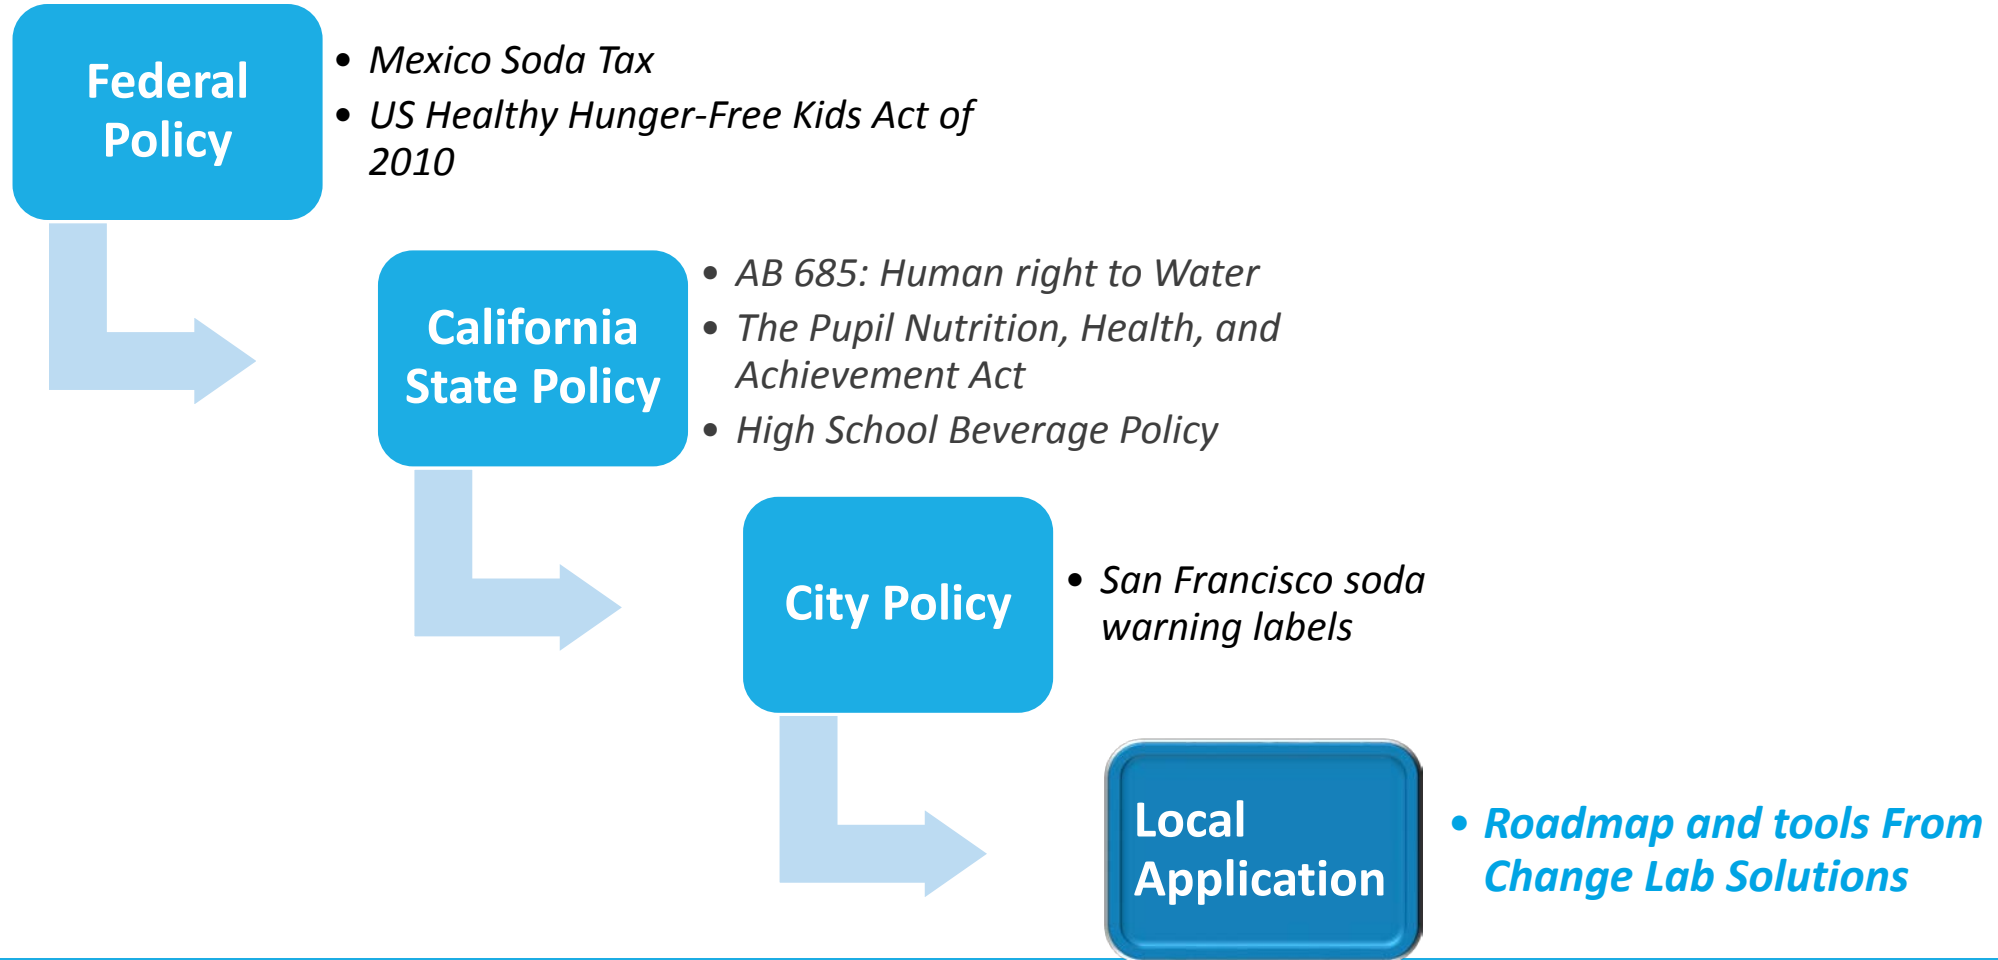 Federal
Policy
• Mexico Soda Tax
• US Healthy Hunger-Free Kids Act of
2010
California
State Policy
• AB 685: Human right to Water
• The Pupil Nutrition, Health, and
Achievement Act
• High School Beverage Policy
City Policy
• San Francisco soda
warning labels
Local
Application
• Roadmap and tools From
Change Lab Solutions